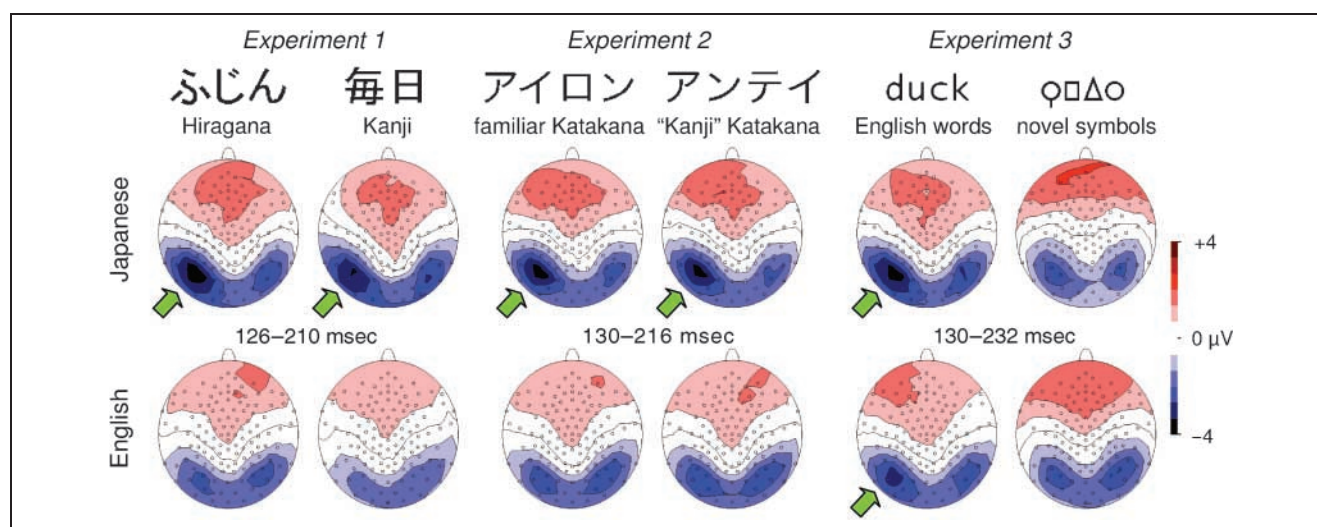 Experiment 1 Experiment 2 Experiment 3
ふじん 毎日 アイロン アンテイ duck ϙ□Δ○
Hiragana Kanji familiar Katakana “Kanji” Katakana English words novel symbols
Japanese
+4
0 µV
−4
126–210 msec 130–216 msec 130–232 msec
English